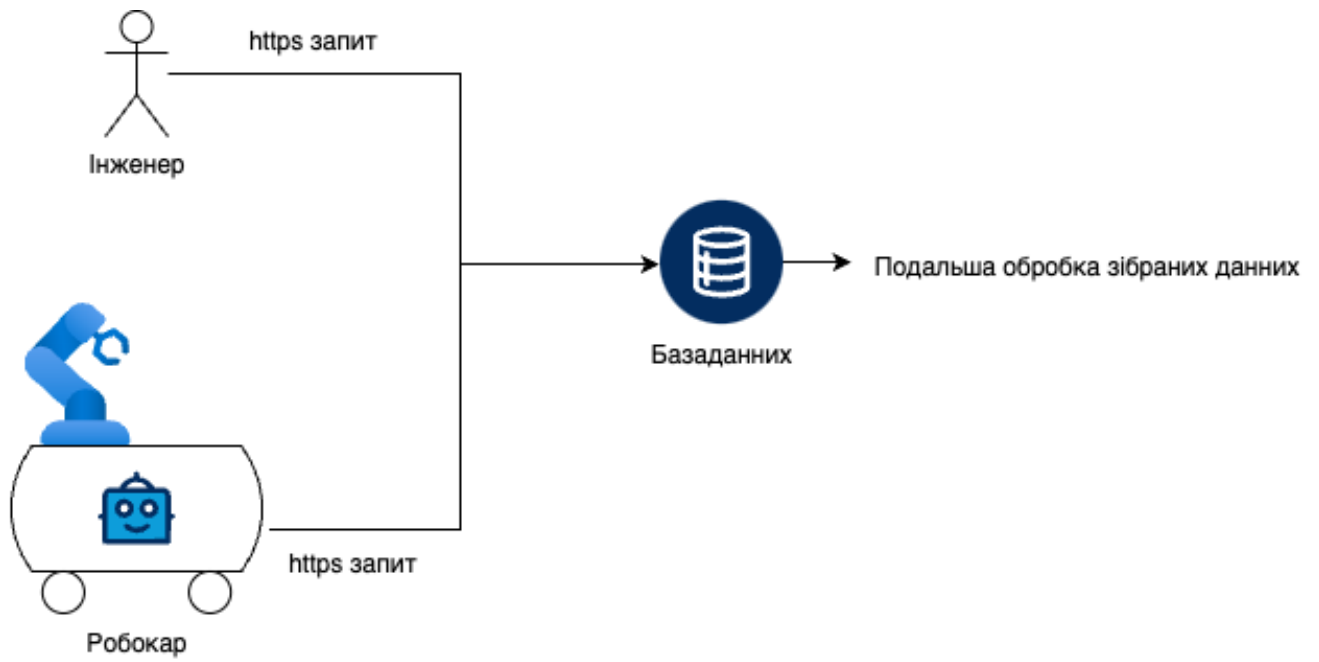 https запит
Інженер
Подальша обробка зібраних данних
Базаданних
https запит
Робокар